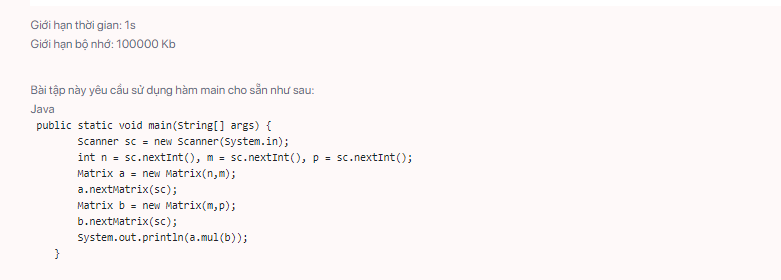 Giới hạn thời gian: 1s
Giới hạn bộ nhớ: 100000 Kb
Bài tập này yêu cầu sử dụng hàm main cho sẵn như sau:
Java
public static void main(String[] args) {
Scanner sc = new Scanner(System.in);
int n = sc.nextInt(), m = sc.nextInt(), p = sc.nextInt();
Matrix a = new Matrix(n,m);
a.nextMatrix(sc);
Matrix b = new Matrix(m,p);
b.nextMatrix(sc);
System.out.println(a.mul(b));
}